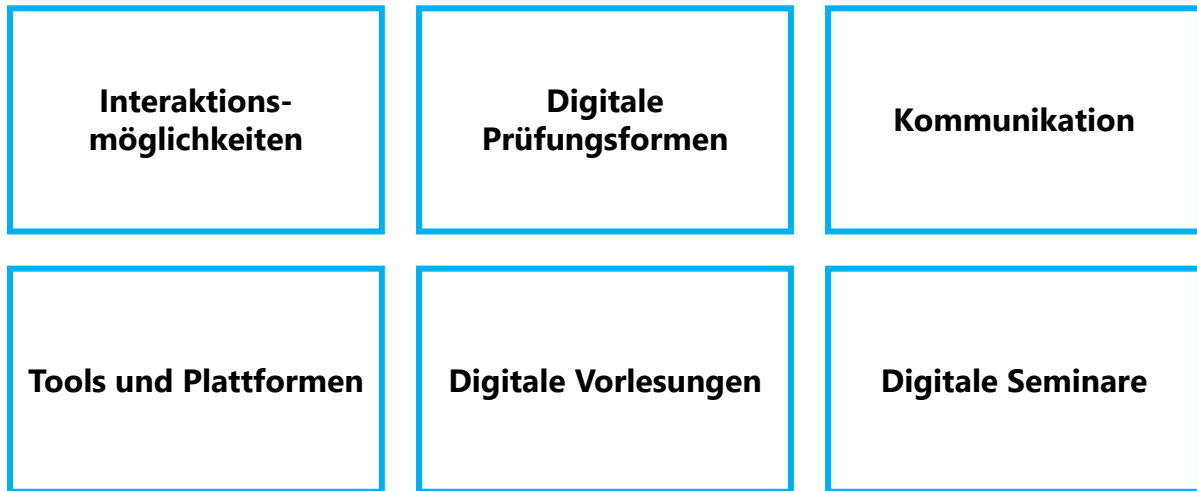 Interaktions-
möglichkeiten
Digitale
Prüfungsformen
Kommunikation
Tools und Plattformen
Digitale Vorlesungen
Digitale Seminare